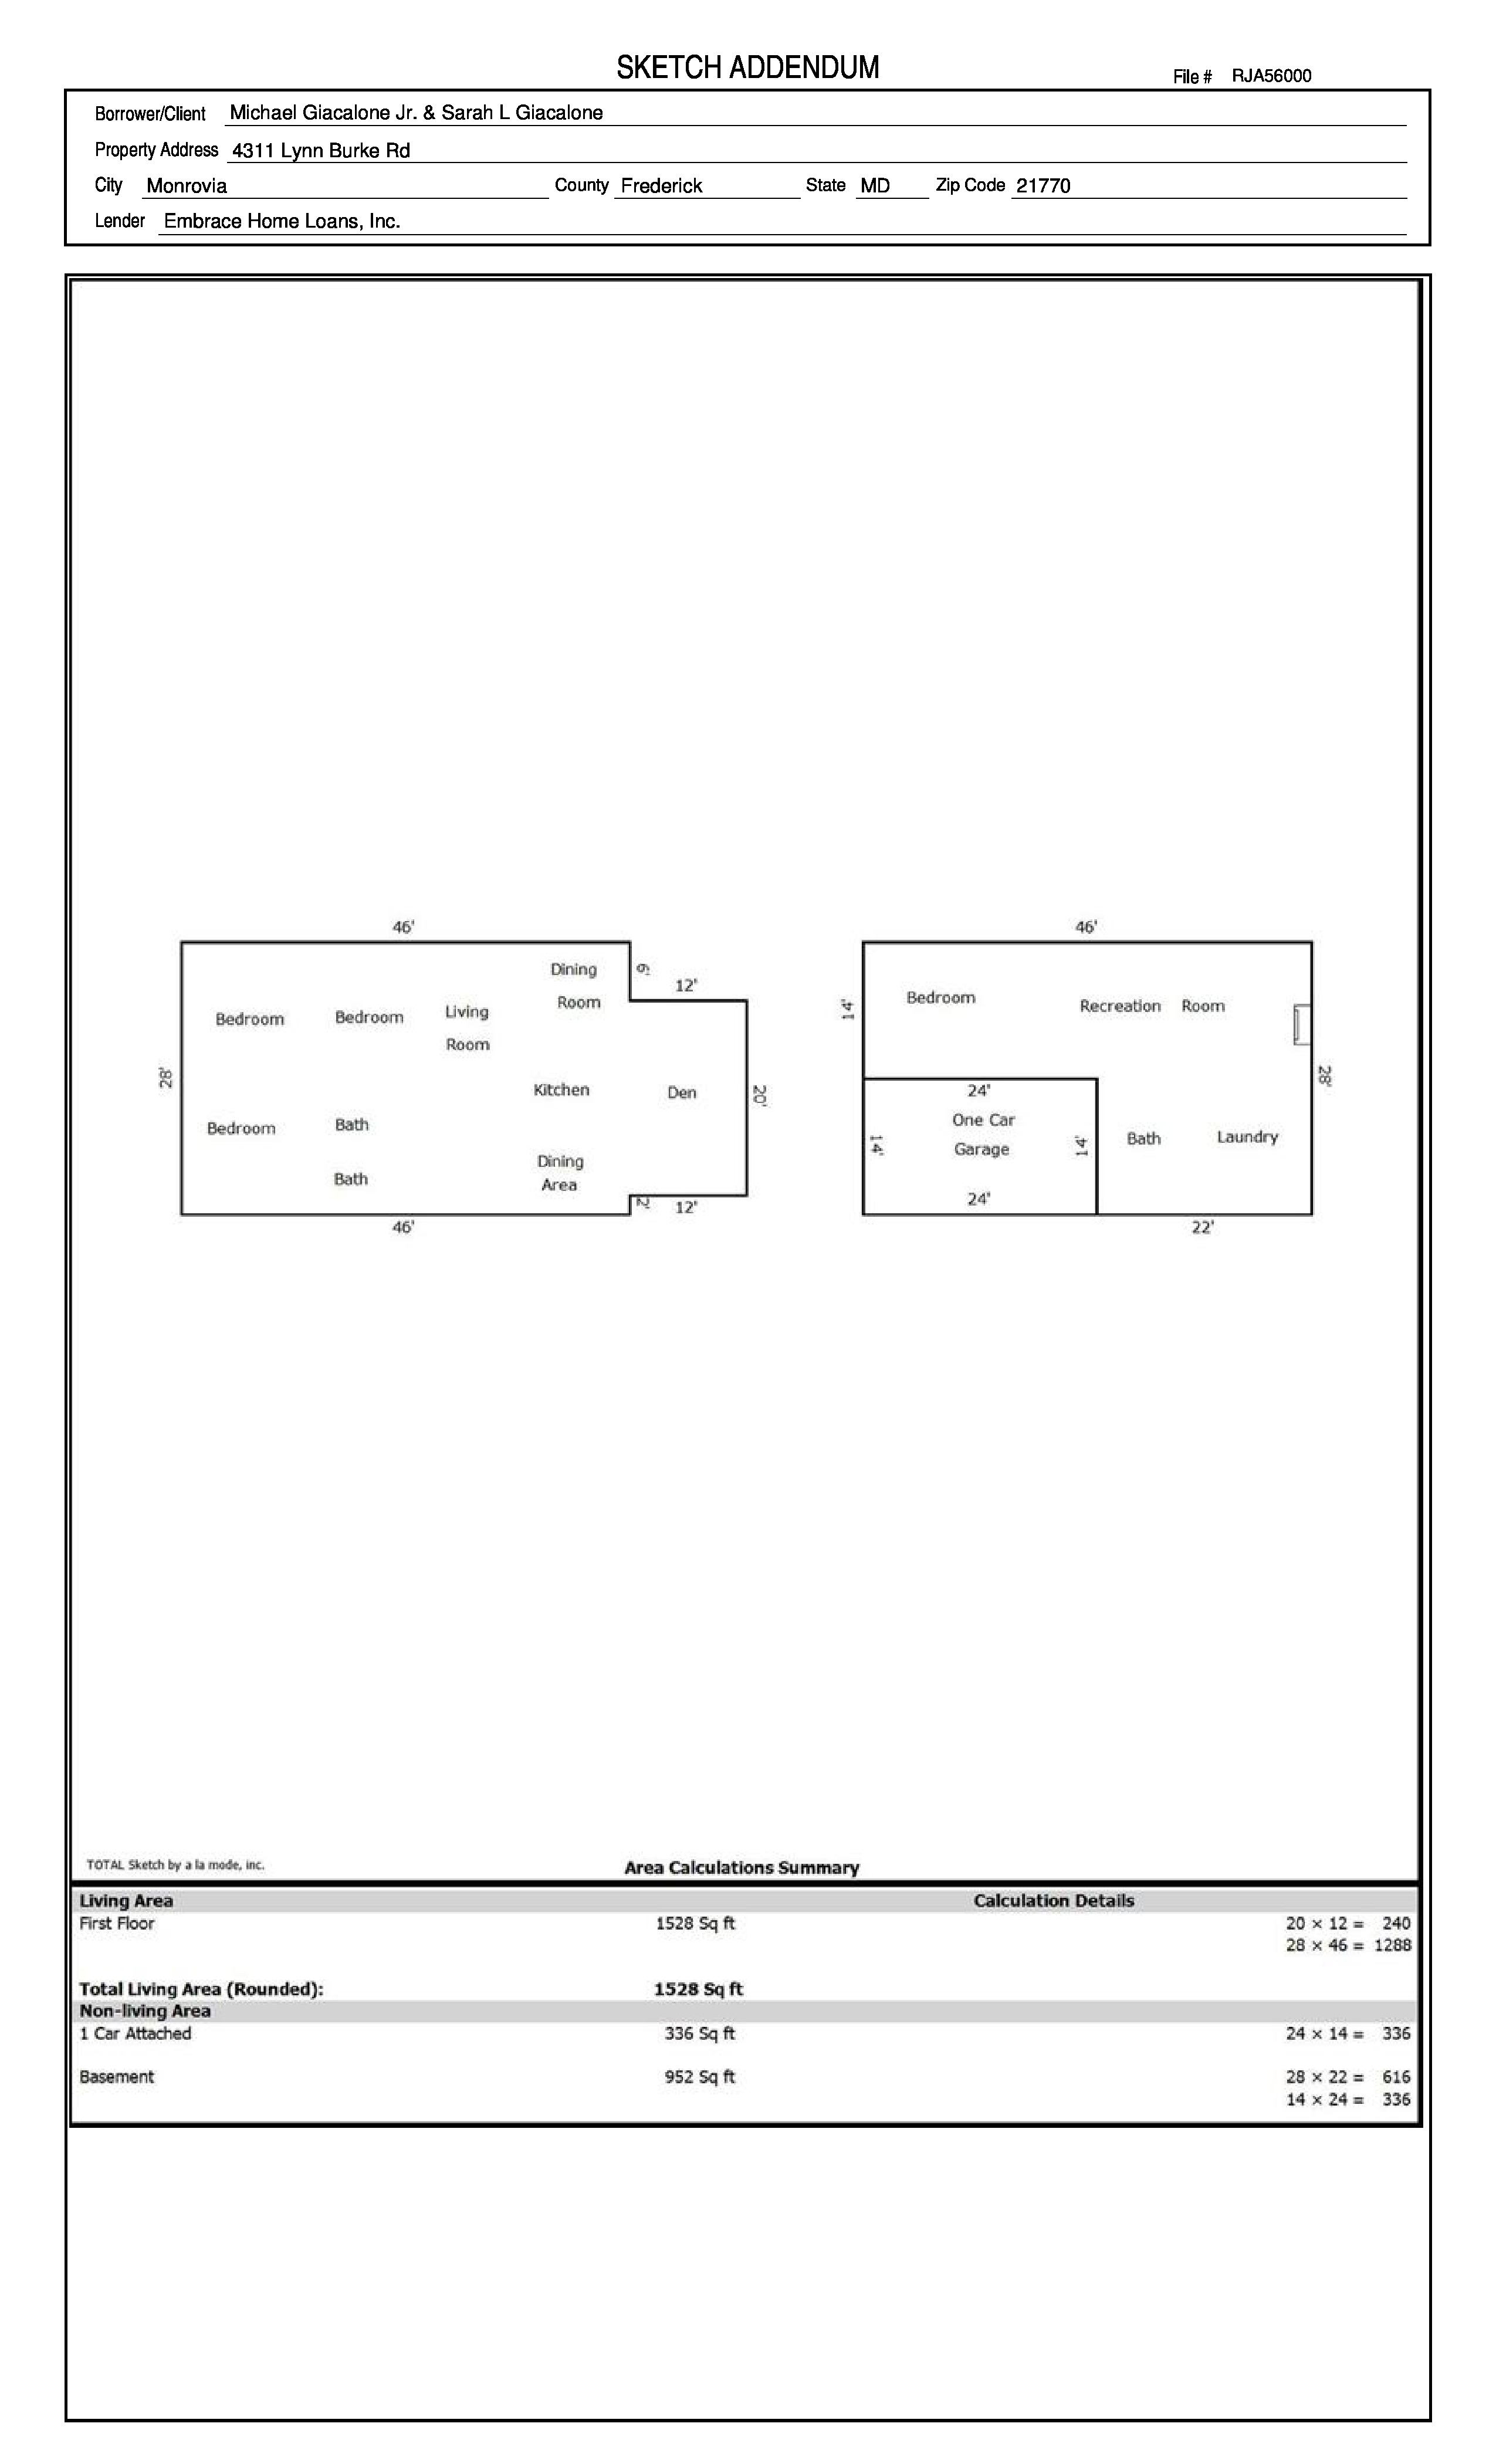 SKETCH ADDENDUM
File # RJA56000
Borrower/Client Michael Giacalone Jr. & Sarah L Giacalone
Property Address 4311 Lynn Burke Rd
City Monrovia County Frederick State MD Zip Code 21770
Lender Embrace Home Loans, Inc.
46'
Dining
Room
6'
12'
Bedroom
Bedroom
Living
Room
28'
Kitchen
Den
20'
Bedroom
Bath
Bath
Dining
Area
2'
12'
46'
46'
14'
Bedroom
Recreation Room
28'
24'
One Car
Garage
14'
14'
24'
Bath
Laundry
22'
TOTAL Sketch by a la mode, inc.
Area Calculations Summary
Living Area Calculation Details
First Floor 1528 Sq ft 20 × 12 = 240
28 × 46 = 1288
Total Living Area (Rounded): 1528 Sq ft
Non-living Area
1 Car Attached 336 Sq ft 24 × 14 = 336
Basement 952 Sq ft 28 × 22 = 616
14 × 24 = 336